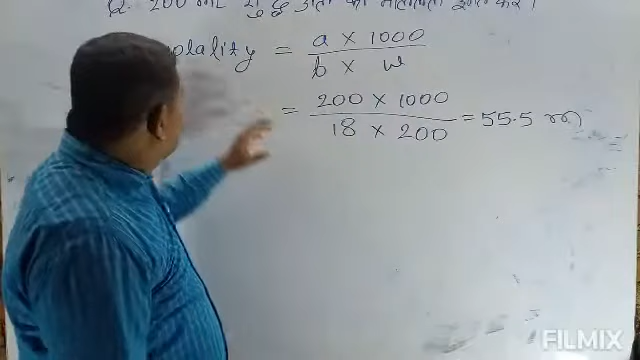 Q. 200 mL शुद्ध जल की मोललता ज्ञात करें।
olality = a × 1000 / b × w
= 200 × 1000 / 18 × 200 = 55.5 m
FILMIX